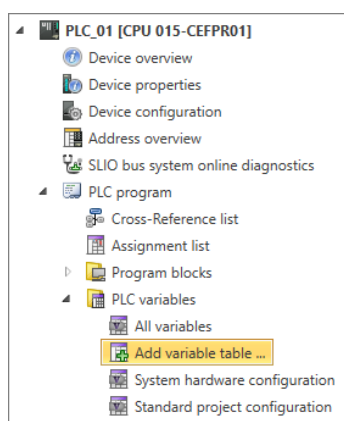 PLC_01 [CPU 015-CEFPR01]
Device overview
Device properties
Device configuration
Address overview
SLIO bus system online diagnostics
PLC program
Cross-Reference list
Assignment list
Program blocks
PLC variables
All variables
Add variable table ...
System hardware configuration
Standard project configuration